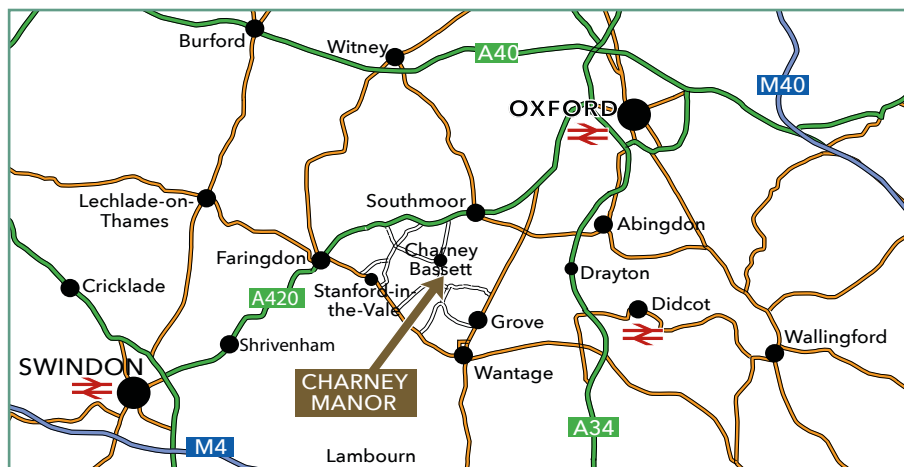 Burford
Witney
A40
M40
OXFORD
Lechlade-on-
Thames
Southmoor
Abingdon
Faringdon
Charney
Bassett
Drayton
Cricklade
A420
Stanford-in-
the-Vale
Didcot
Grove
Shrivenham
Wallingford
SWINDON
Wantage
CHARNEY
MANOR
A34
M4
Lambourn